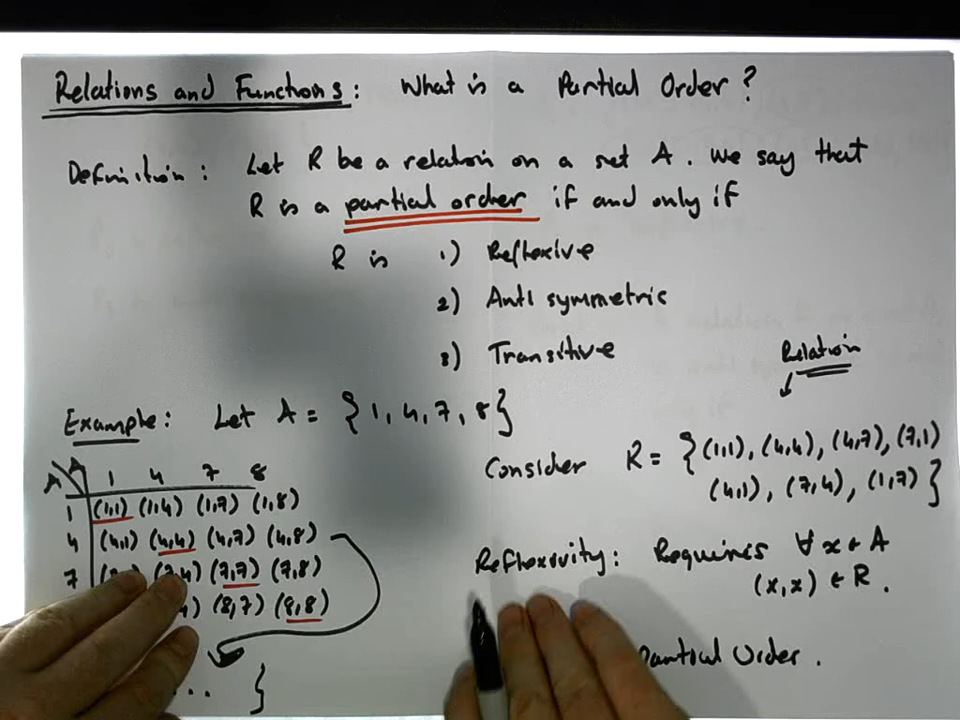 Relations and Functions: What is a Partial Order?
Definition: Let R be a relation on a set A. We say that
R is a partial order if and only if
R is 1) Reflexive
2) Anti symmetric
3) Transitive
Relation
Example: Let A = {1, 4, 7, 8}
Consider R = {(1,1), (4,4), (4,7), (7,1)
(4,1), (7,4), (1,7)}
A A 1 4 7 8
1 (1,1) (1,4) (1,7) (1,8)
4 (4,1) (4,4) (4,7) (4,8)
7 (7,7) (7,8)
(8,7) (8,8)
Reflexivity: Requires ∀ x ∈ A
(x,x) ∈ R.
Partial Order.
... }